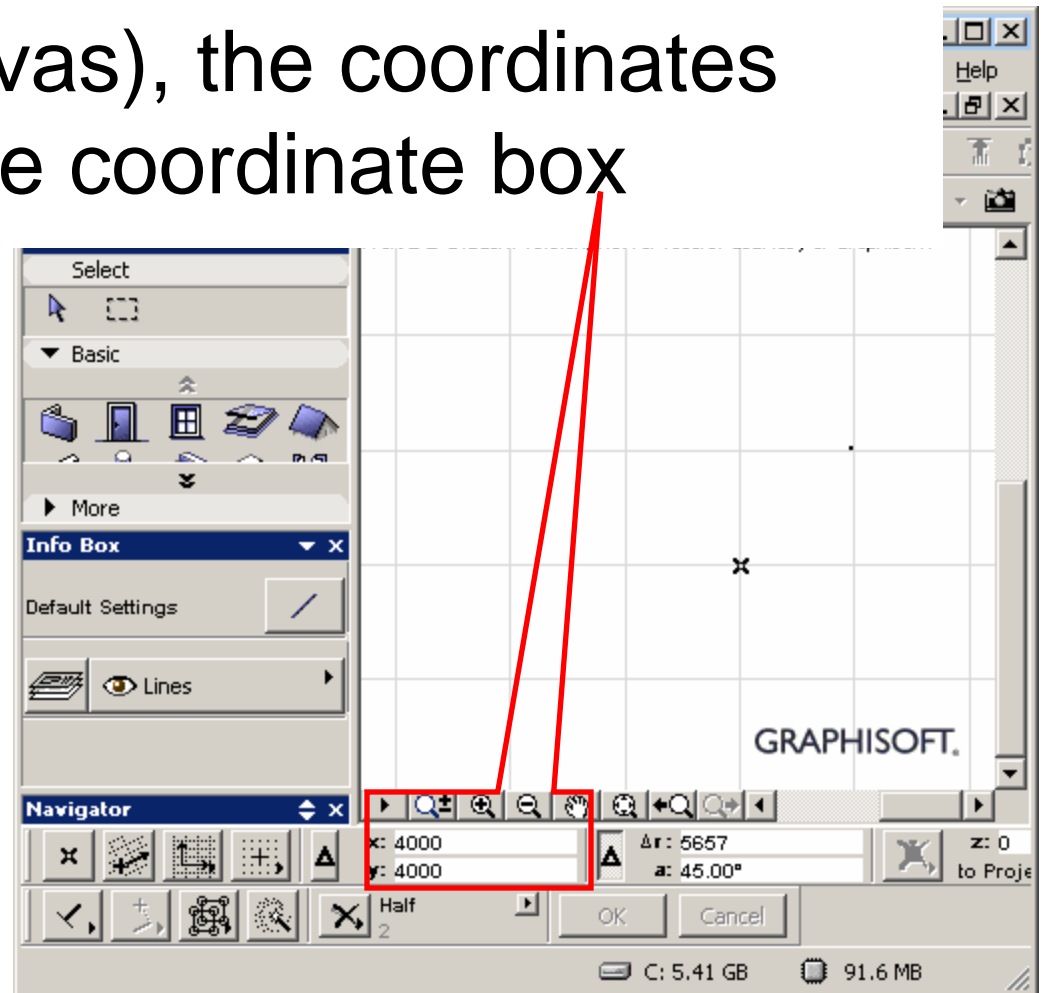 vas), the coordinates
e coordinate box
Help
Select
Basic
More
Info Box
Default Settings
Lines
GRAPHISOFT.
Navigator
x: 4000
y: 4000
Δr: 5657
a: 45.00°
z: 0
to Proje
Half
2
OK
Cancel
C: 5.41 GB
91.6 MB